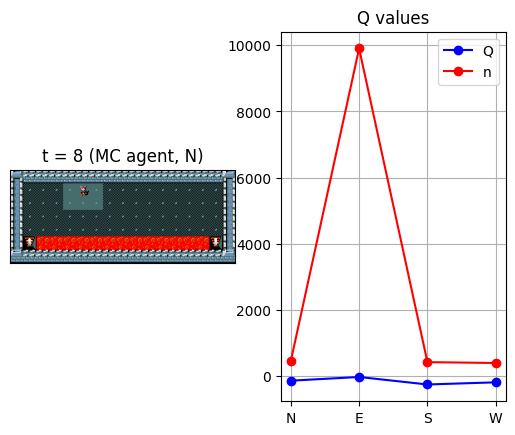 Q values
t = 8 (MC agent, N)
Q
n
10000
8000
6000
4000
2000
0
N E S W